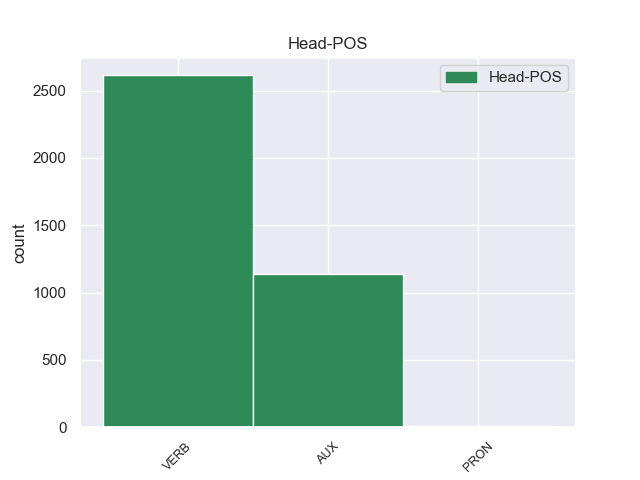 Head-POS
Head-POS
2500
2000
1500
1000
500
0
count
VERB
AUX
PRON